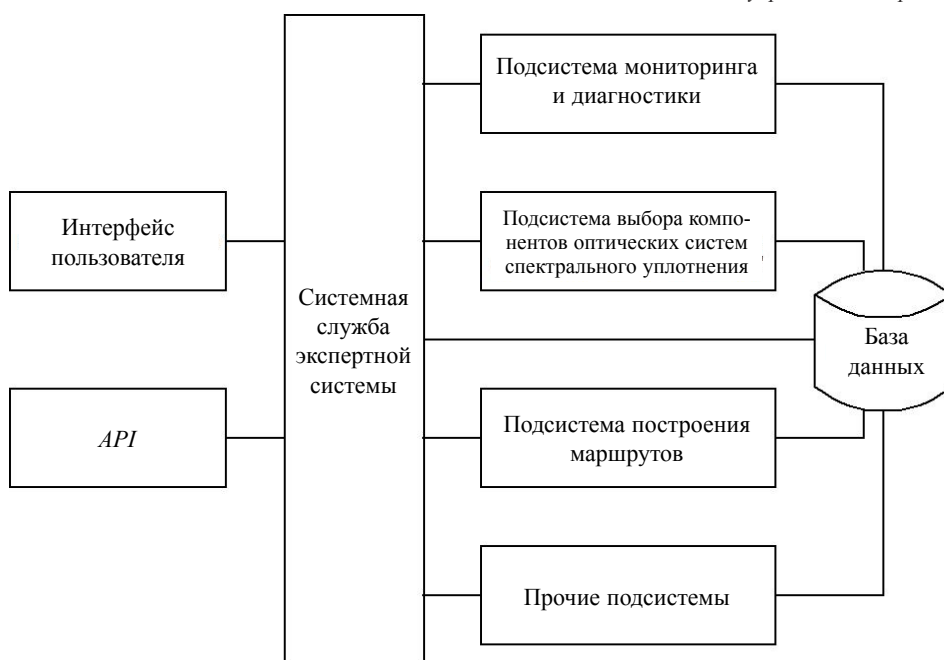 Подсистема мониторинга
и диагностики
Интерфейс
пользователя
Подсистема выбора компо-
нентов оптических систем
спектрального уплотнения
Системная
служба
экспертной
системы
База
данных
API
Подсистема построения
маршрутов
Прочие подсистемы